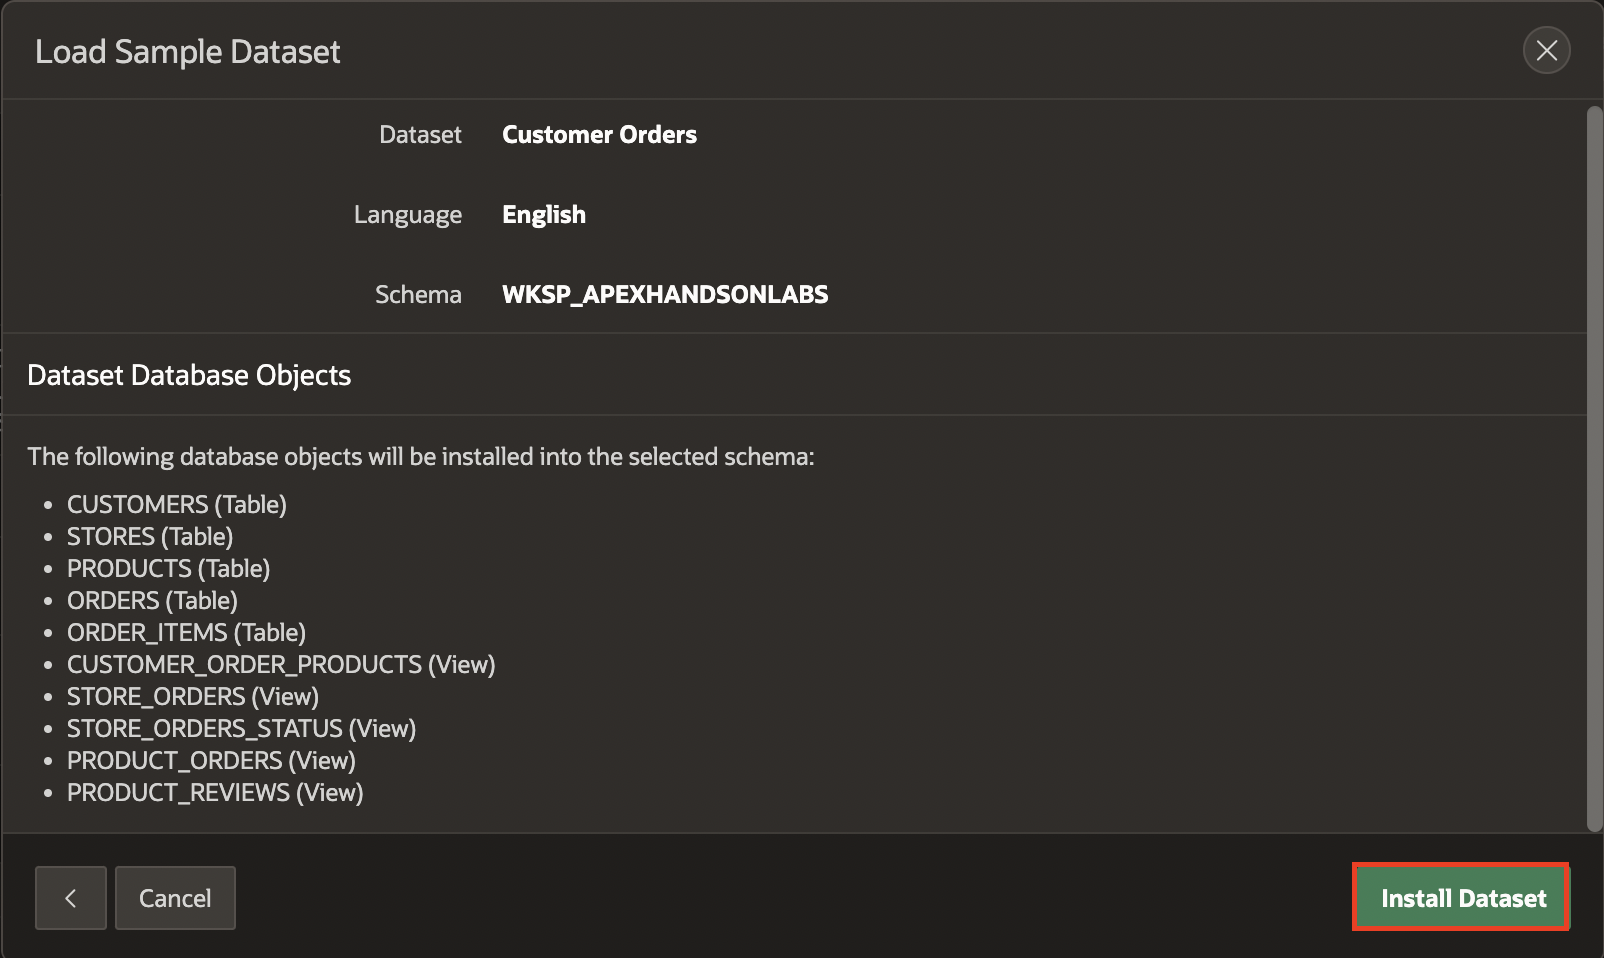 Load Sample Dataset
Dataset Customer Orders
Language English
Schema WKSP_APEXHANDSONLABS
Dataset Database Objects
The following database objects will be installed into the selected schema:
• CUSTOMERS (Table)
• STORES (Table)
• PRODUCTS (Table)
• ORDERS (Table)
• ORDER_ITEMS (Table)
• CUSTOMER_ORDER_PRODUCTS (View)
• STORE_ORDERS (View)
• STORE_ORDERS_STATUS (View)
• PRODUCT_ORDERS (View)
• PRODUCT_REVIEWS (View)
Cancel Install Dataset